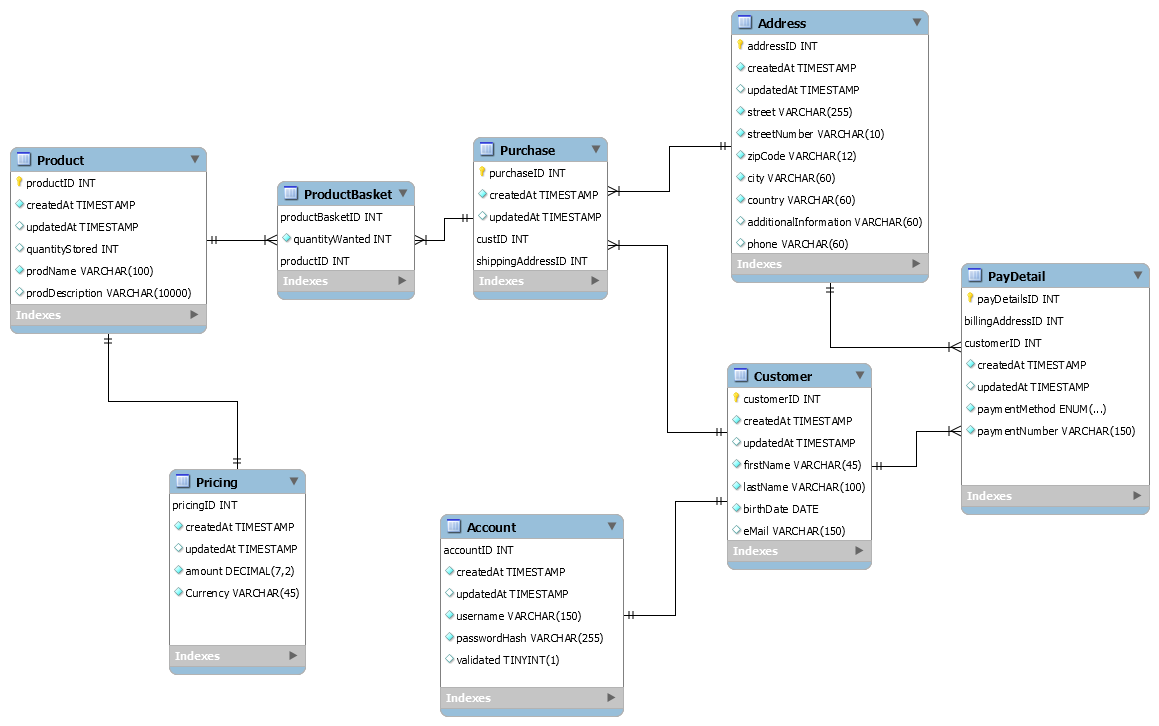 Product
productID INT
createdAt TIMESTAMP
updatedAt TIMESTAMP
quantityStored INT
prodName VARCHAR(100)
prodDescription VARCHAR(10000)
Indexes
ProductBasket
productBasketID INT
quantityWanted INT
productID INT
Indexes
Purchase
purchaseID INT
createdAt TIMESTAMP
updatedAt TIMESTAMP
custID INT
shippingAddressID INT
Indexes
Address
addressID INT
createdAt TIMESTAMP
updatedAt TIMESTAMP
street VARCHAR(255)
streetNumber VARCHAR(10)
zipCode VARCHAR(12)
city VARCHAR(60)
country VARCHAR(60)
additionalInformation VARCHAR(60)
phone VARCHAR(60)
Indexes
PayDetail
payDetailsID INT
billingAddressID INT
customerID INT
createdAt TIMESTAMP
updatedAt TIMESTAMP
paymentMethod ENUM(...)
paymentNumber VARCHAR(150)
Indexes
Customer
customerID INT
createdAt TIMESTAMP
updatedAt TIMESTAMP
firstName VARCHAR(45)
lastName VARCHAR(100)
birthDate DATE
eMail VARCHAR(150)
Indexes
Pricing
pricingID INT
createdAt TIMESTAMP
updatedAt TIMESTAMP
amount DECIMAL(7,2)
Currency VARCHAR(45)
Indexes
Account
accountID INT
createdAt TIMESTAMP
updatedAt TIMESTAMP
username VARCHAR(150)
passwordHash VARCHAR(255)
validated TINYINT(1)
Indexes